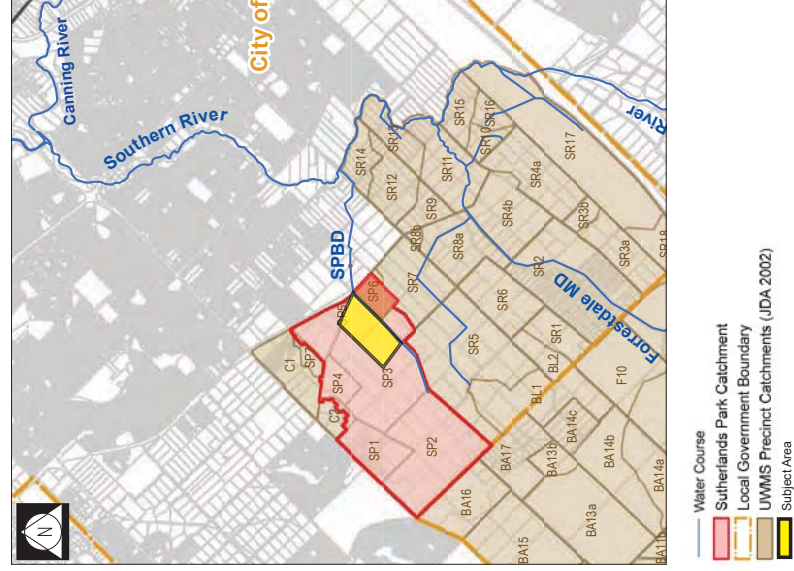 N
Canning River
City of
Southern River
SPBD
River
Forrestdale MD
SR14
SR12
SR15
SR16
SR10
SR11
SR17
SR9
SR8b
SR4a
SR4b
SR3b
SR8a
SR7
SR2
SR3a
SR18
SR6
SR5
SR1
BL2
BL1
F10
C1
SP7
SP5
SP6
SP4
SP3
C2
SP1
SP2
BA17
BA16
BA15
BA13b
BA14c
BA14b
BA13a
BA14a
Water Course
Sutherlands Park Catchment
Local Government Boundary
UWMS Precinct Catchments (JDA 2002)
Subject Area